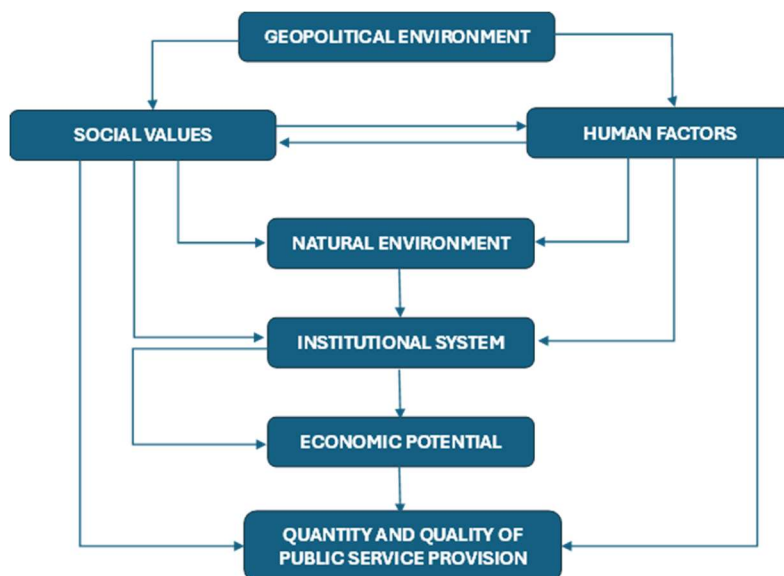 GEOPOLITICAL ENVIRONMENT
SOCIAL VALUES
HUMAN FACTORS
NATURAL ENVIRONMENT
INSTITUTIONAL SYSTEM
ECONOMIC POTENTIAL
QUANTITY AND QUALITY OF
PUBLIC SERVICE PROVISION